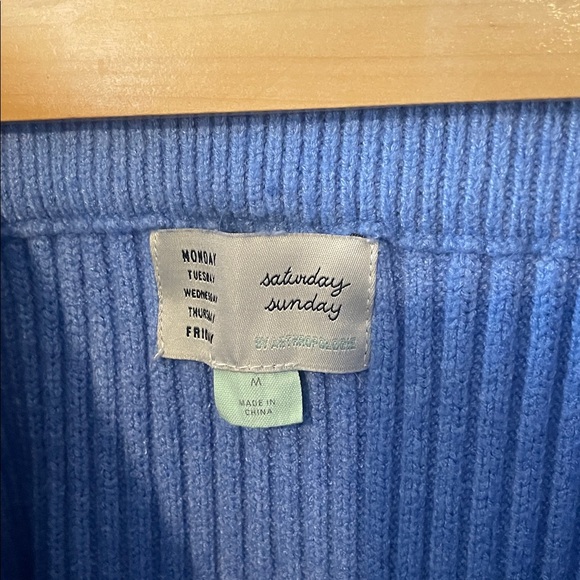 MONDAY
TUESDAY
WEDNESDAY
THURSDAY
FRIDAY
saturday
sunday
BY ANTHROPOLOGIE
M
MADE IN
CHINA